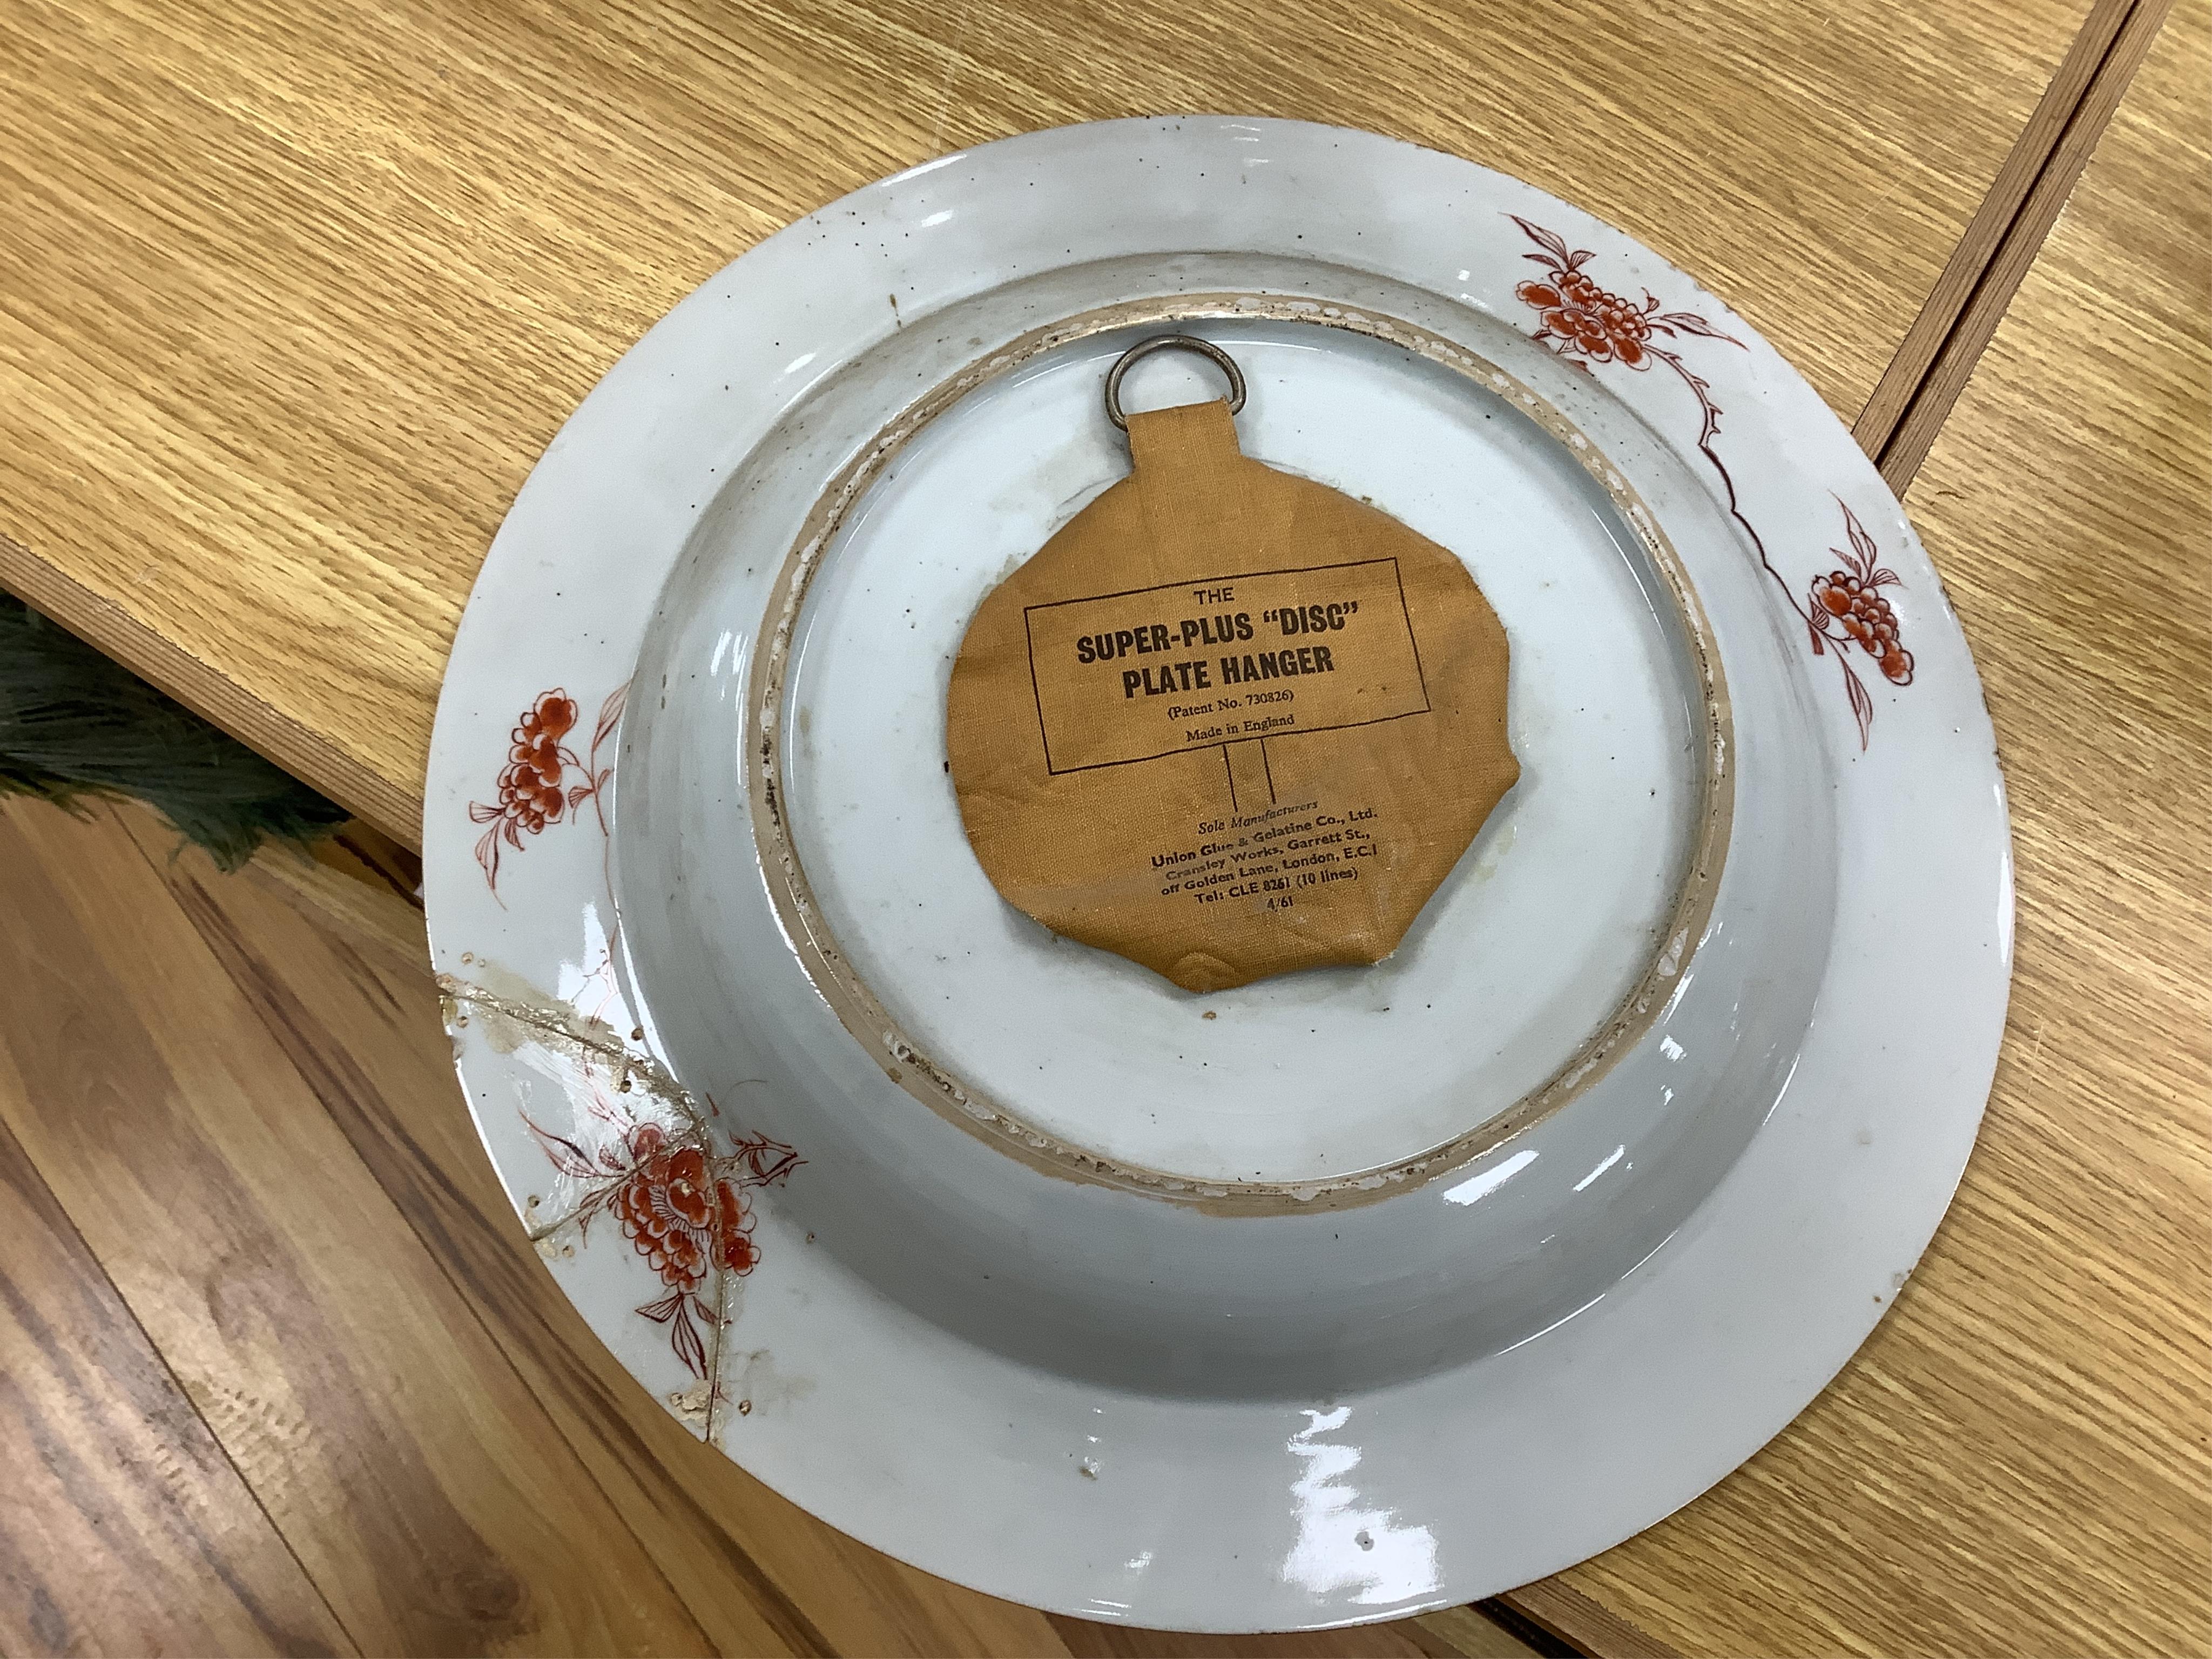 THE
SUPER-PLUS “DISC”
PLATE HANGER
(Patent No. 730826)
Made in England
Sole Manufacturers
Union Glue & Gelatine Co., Ltd.
Cransley Works, Garrett St.,
off Golden Lane, London, E.C.1
Tel: CLE 8261 (10 lines)
4/61